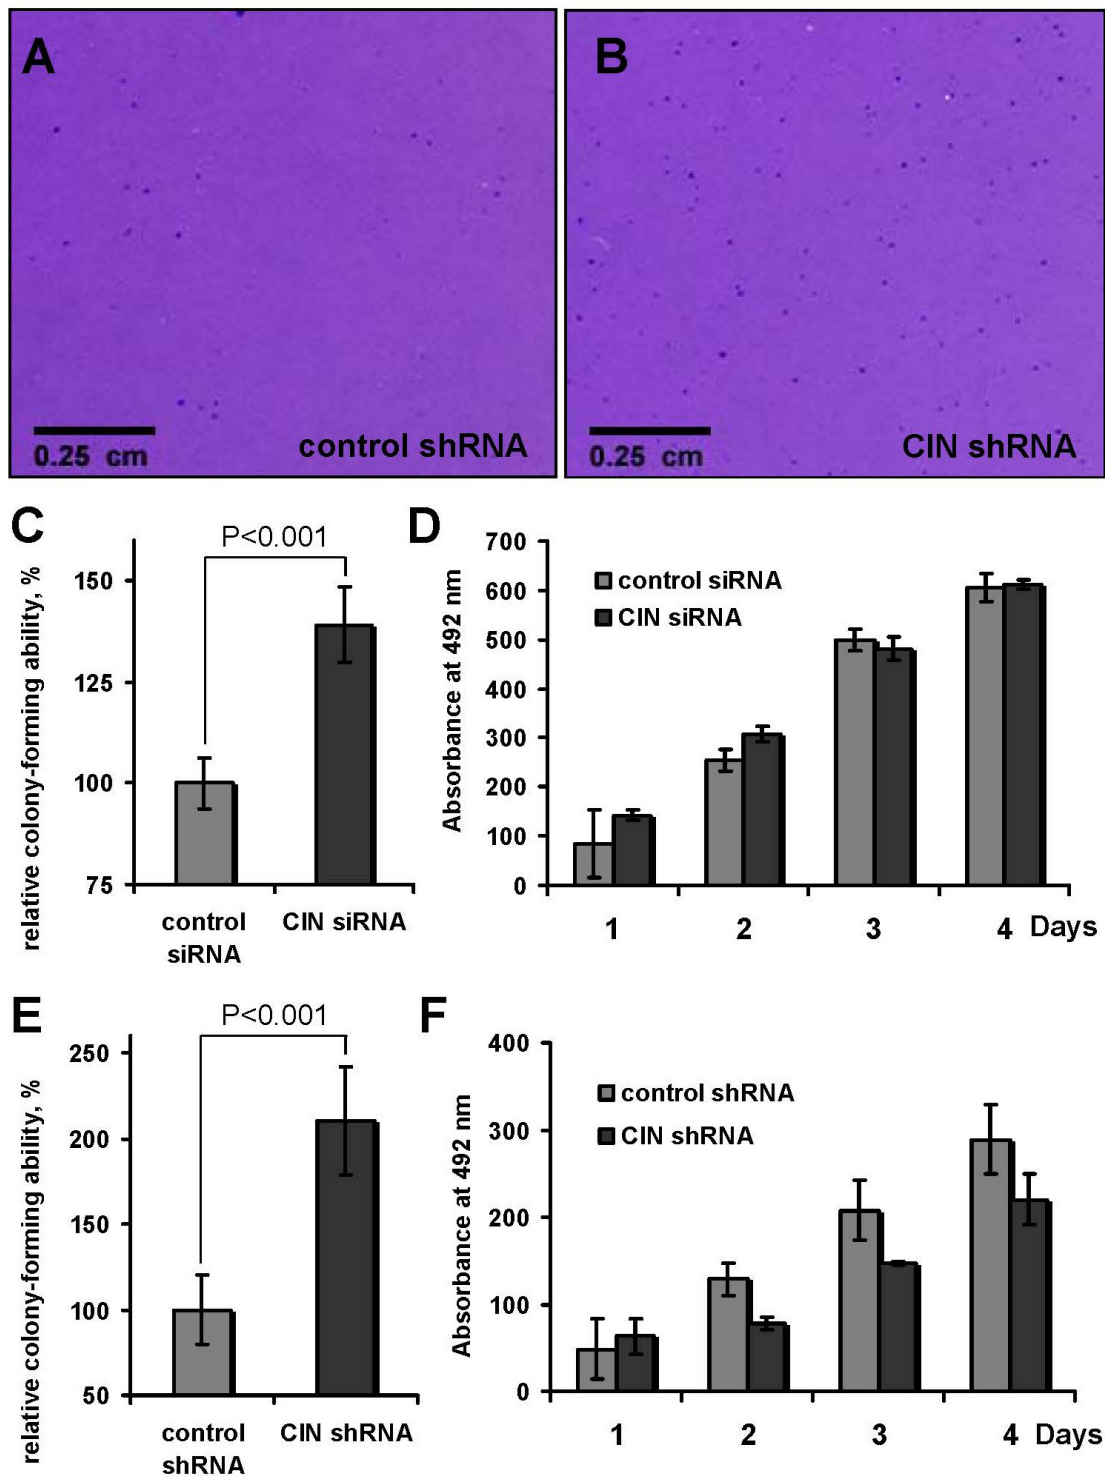 A
B
0.25 cm
control shRNA
0.25 cm
CIN shRNA
C
P<0.001
relative colony-forming ability, %
150
125
100
75
control
siRNA
CIN siRNA
D
Absorbance at 492 nm
700
600
500
400
300
200
100
0
control siRNA
CIN siRNA
1 2 3 4 Days
E
P<0.001
relative colony-forming ability, %
250
200
150
100
50
control
shRNA
CIN shRNA
F
Absorbance at 492 nm
400
300
200
100
0
control shRNA
CIN shRNA
1 2 3 4 Days